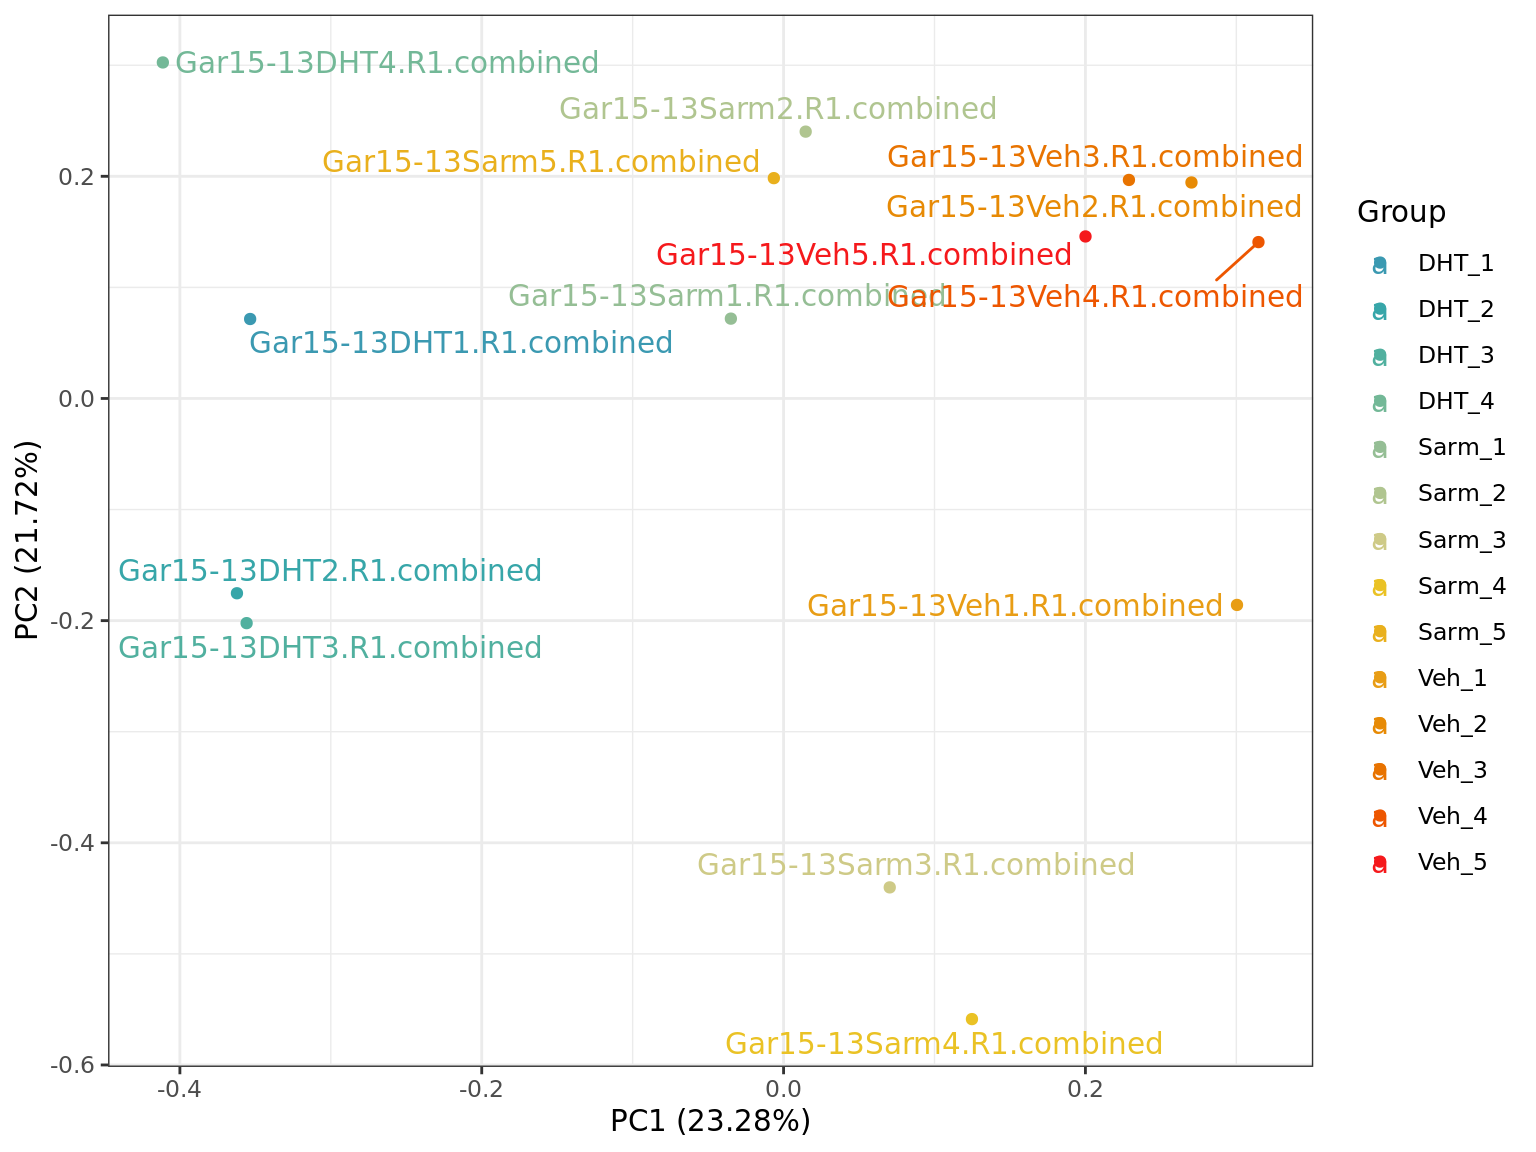 Gar15-13DHT4.R1.combined
Gar15-13Sarm2.R1.combined
Gar15-13Sarm5.R1.combined
Gar15-13Veh3.R1.combined
Gar15-13Veh2.R1.combined
Gar15-13Veh5.R1.combined
Gar15-13Sarm1.R1.combined
Gar15-13Veh4.R1.combined
Gar15-13DHT1.R1.combined
Gar15-13DHT2.R1.combined
Gar15-13Veh1.R1.combined
Gar15-13DHT3.R1.combined
Gar15-13Sarm3.R1.combined
Gar15-13Sarm4.R1.combined
0.2
0.0
-0.2
-0.4
-0.6
PC2 (21.72%)
-0.4
-0.2
0.0
0.2
PC1 (23.28%)
Group
a DHT_1
a DHT_2
a DHT_3
a DHT_4
a Sarm_1
a Sarm_2
a Sarm_3
a Sarm_4
a Sarm_5
a Veh_1
a Veh_2
a Veh_3
a Veh_4
a Veh_5